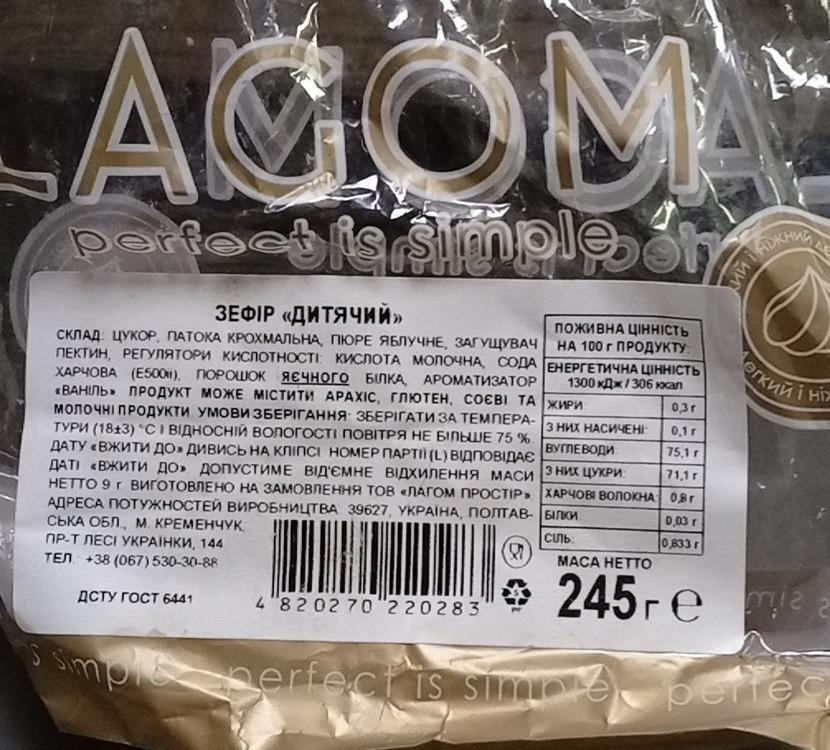 LAGOM
perfect is simple
ЗЕФІР «ДИТЯЧИЙ»
СКЛАД: ЦУКОР, ПАТОКА КРОХМАЛЬНА, ПЮРЕ ЯБЛУЧНЕ, ЗАГУЩУВАЧ
ПЕКТИН, РЕГУЛЯТОРИ КИСЛОТНОСТІ: КИСЛОТА МОЛОЧНА, СОДА
ХАРЧОВА (Е500ii), ПОРОШОК ЯЄЧНОГО БІЛКА, АРОМАТИЗАТОР
«ВАНІЛЬ» ПРОДУКТ МОЖЕ МІСТИТИ АРАХІС, ГЛЮТЕН, СОЄВІ ТА
МОЛОЧНІ ПРОДУКТИ. УМОВИ ЗБЕРІГАННЯ: ЗБЕРІГАТИ ЗА ТЕМПЕРА-
ТУРИ (18±3) °С І ВІДНОСНІЙ ВОЛОГОСТІ ПОВІТРЯ НЕ БІЛЬШЕ 75 %.
ДАТУ «ВЖИТИ ДО» ДИВИСЬ НА КЛІПСІ. НОМЕР ПАРТІЇ (L) ВІДПОВІДАЄ
ДАТІ «ВЖИТИ ДО» ДОПУСТИМЕ ВІД'ЄМНЕ ВІДХИЛЕННЯ МАСИ
НЕТТО 9 г. ВИГОТОВЛЕНО НА ЗАМОВЛЕННЯ ТОВ «ЛАГОМ ПРОСТІР».
АДРЕСА ПОТУЖНОСТЕЙ ВИРОБНИЦТВА: 39627, УКРАЇНА, ПОЛТАВ-
СЬКА ОБЛ., М. КРЕМЕНЧУК,
ПР-Т ЛЕСІ УКРАЇНКИ, 144
ТЕЛ. +38 (067) 530-30-88
ДСТУ ГОСТ 6441
4 820270 220283
ПОЖИВНА ЦІННІСТЬ
НА 100 г ПРОДУКТУ:
ЕНЕРГЕТИЧНА ЦІННІСТЬ
1300 кДж / 306 ккал
ЖИРИ: 0,3 г
З НИХ НАСИЧЕНІ: 0,1 г
ВУГЛЕВОДИ: 75,1 г
З НИХ ЦУКРИ: 71,1 г
ХАРЧОВІ ВОЛОКНА: 0,8 г
БІЛКИ: 0,03 г
СІЛЬ: 0,833 г
МАСА НЕТТО
245 г ℮
simple perfect is simple perfec